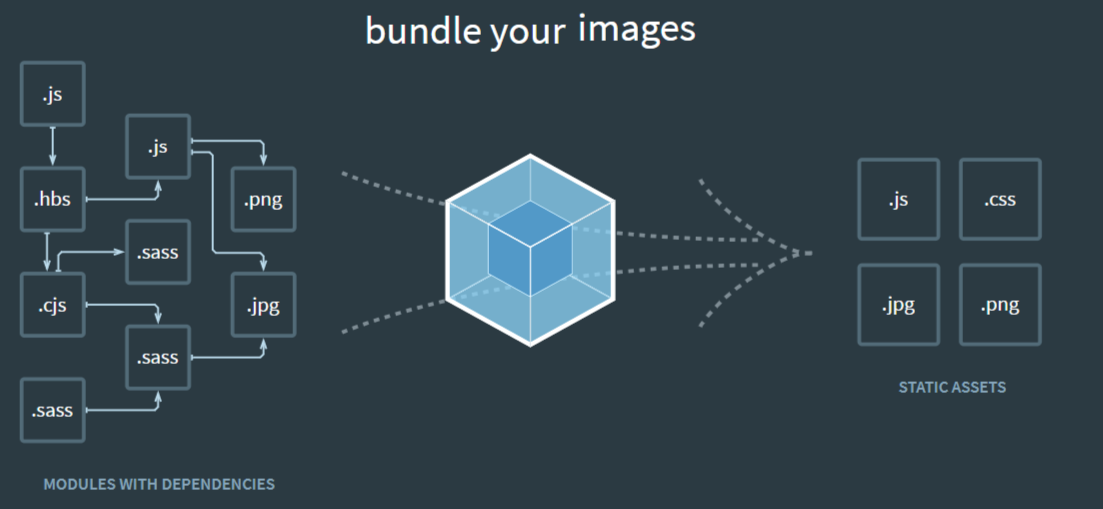 bundle your images
.js
.js
.hbs
.png
.sass
.cjs
.jpg
.sass
.sass
MODULES WITH DEPENDENCIES
.js
.css
.jpg
.png
STATIC ASSETS